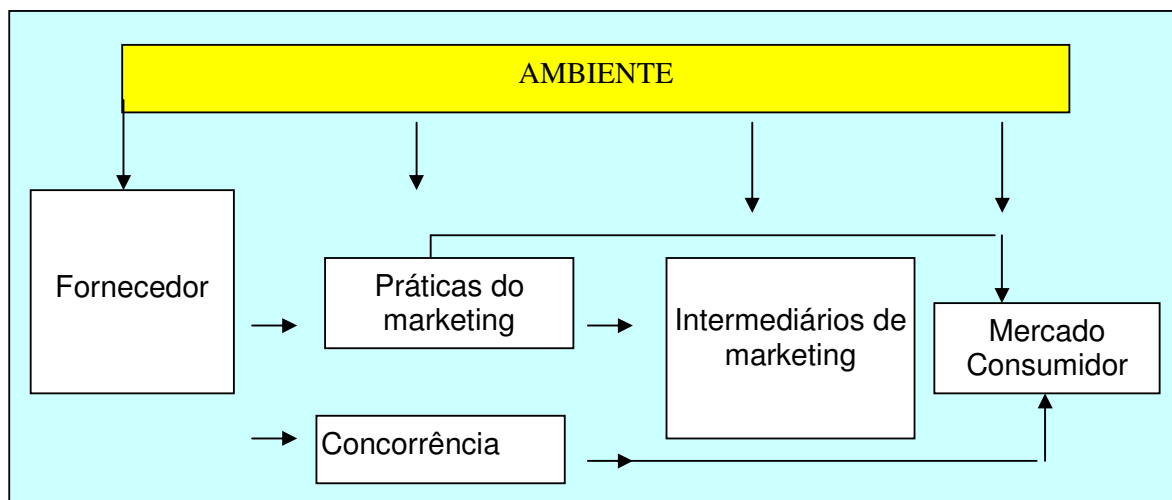 AMBIENTE
Fornecedor
Práticas do
marketing
Intermediários de
marketing
Mercado
Consumidor
Concorrência